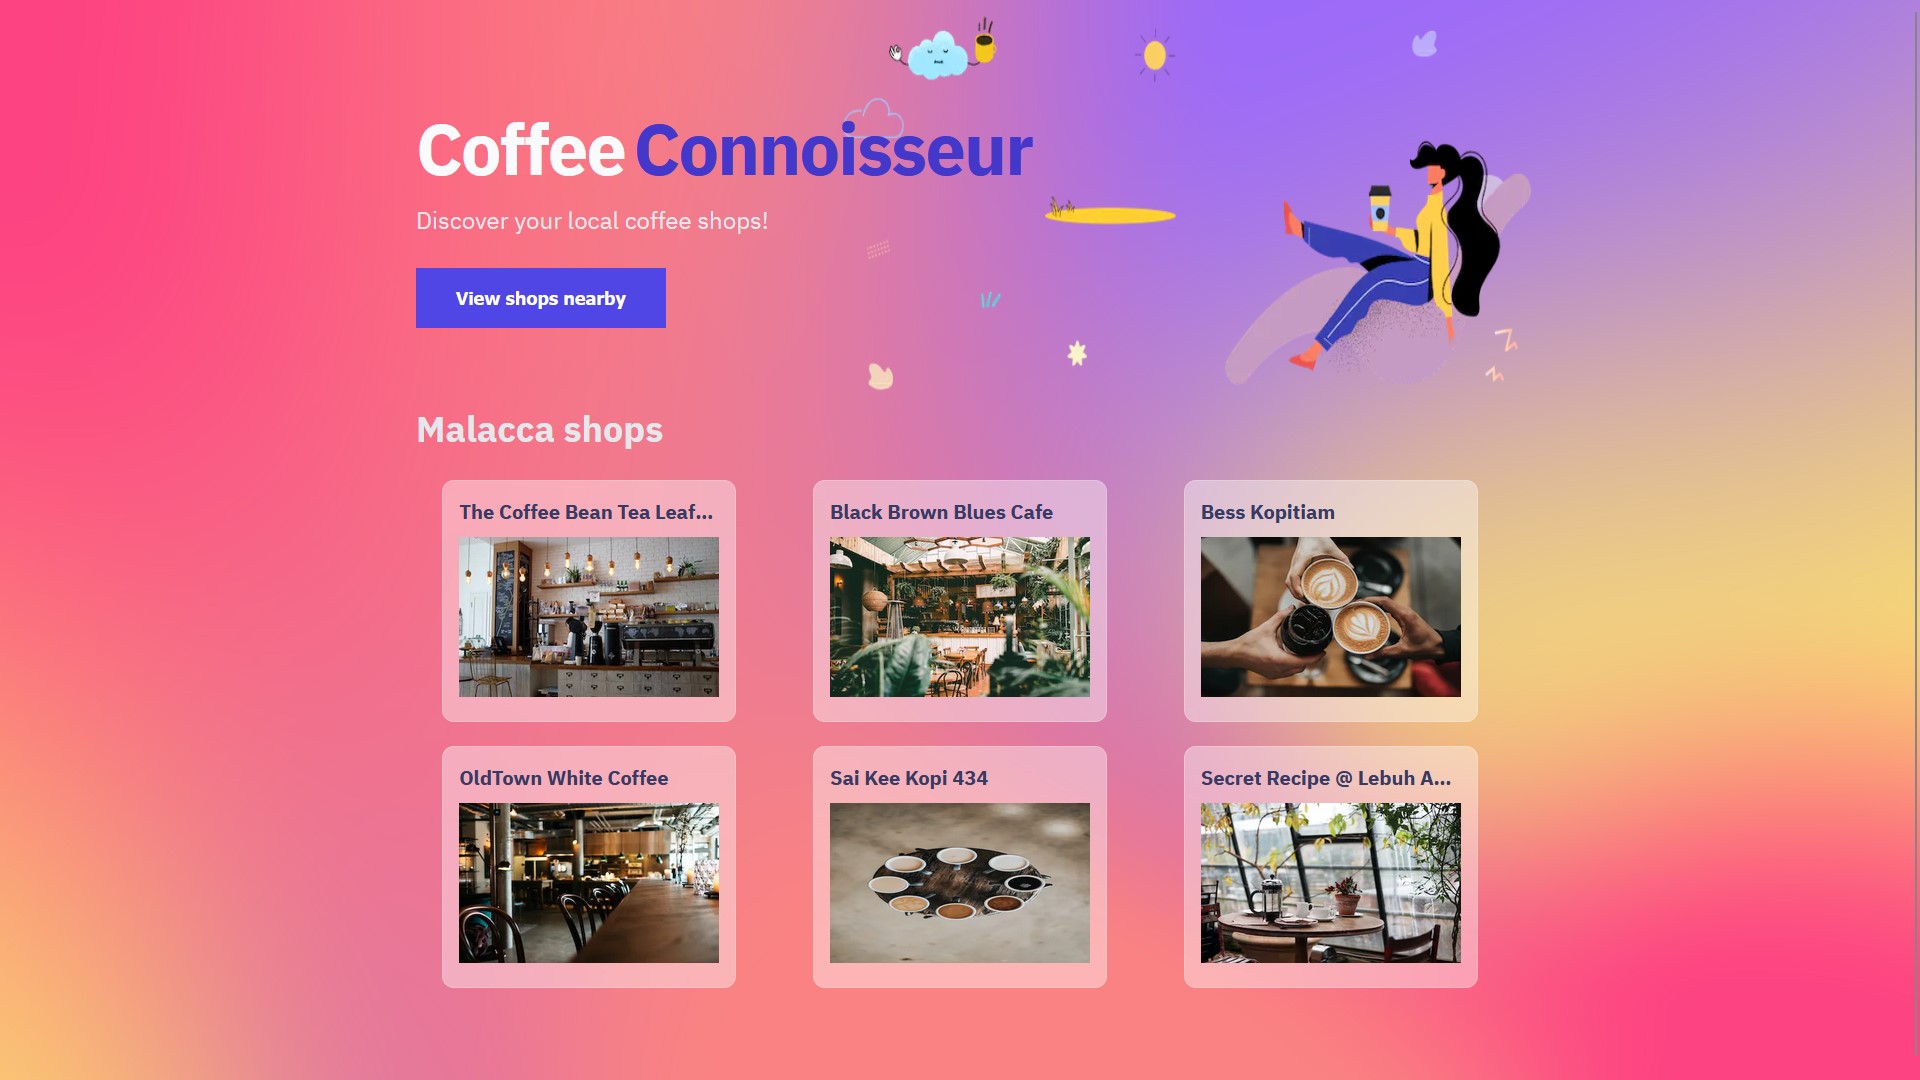 Coffee Connoisseur
Discover your local coffee shops!
View shops nearby
Malacca shops
The Coffee Bean Tea Leaf...
Black Brown Blues Cafe
Bess Kopitiam
OldTown White Coffee
Sai Kee Kopi 434
Secret Recipe @ Lebuh A...